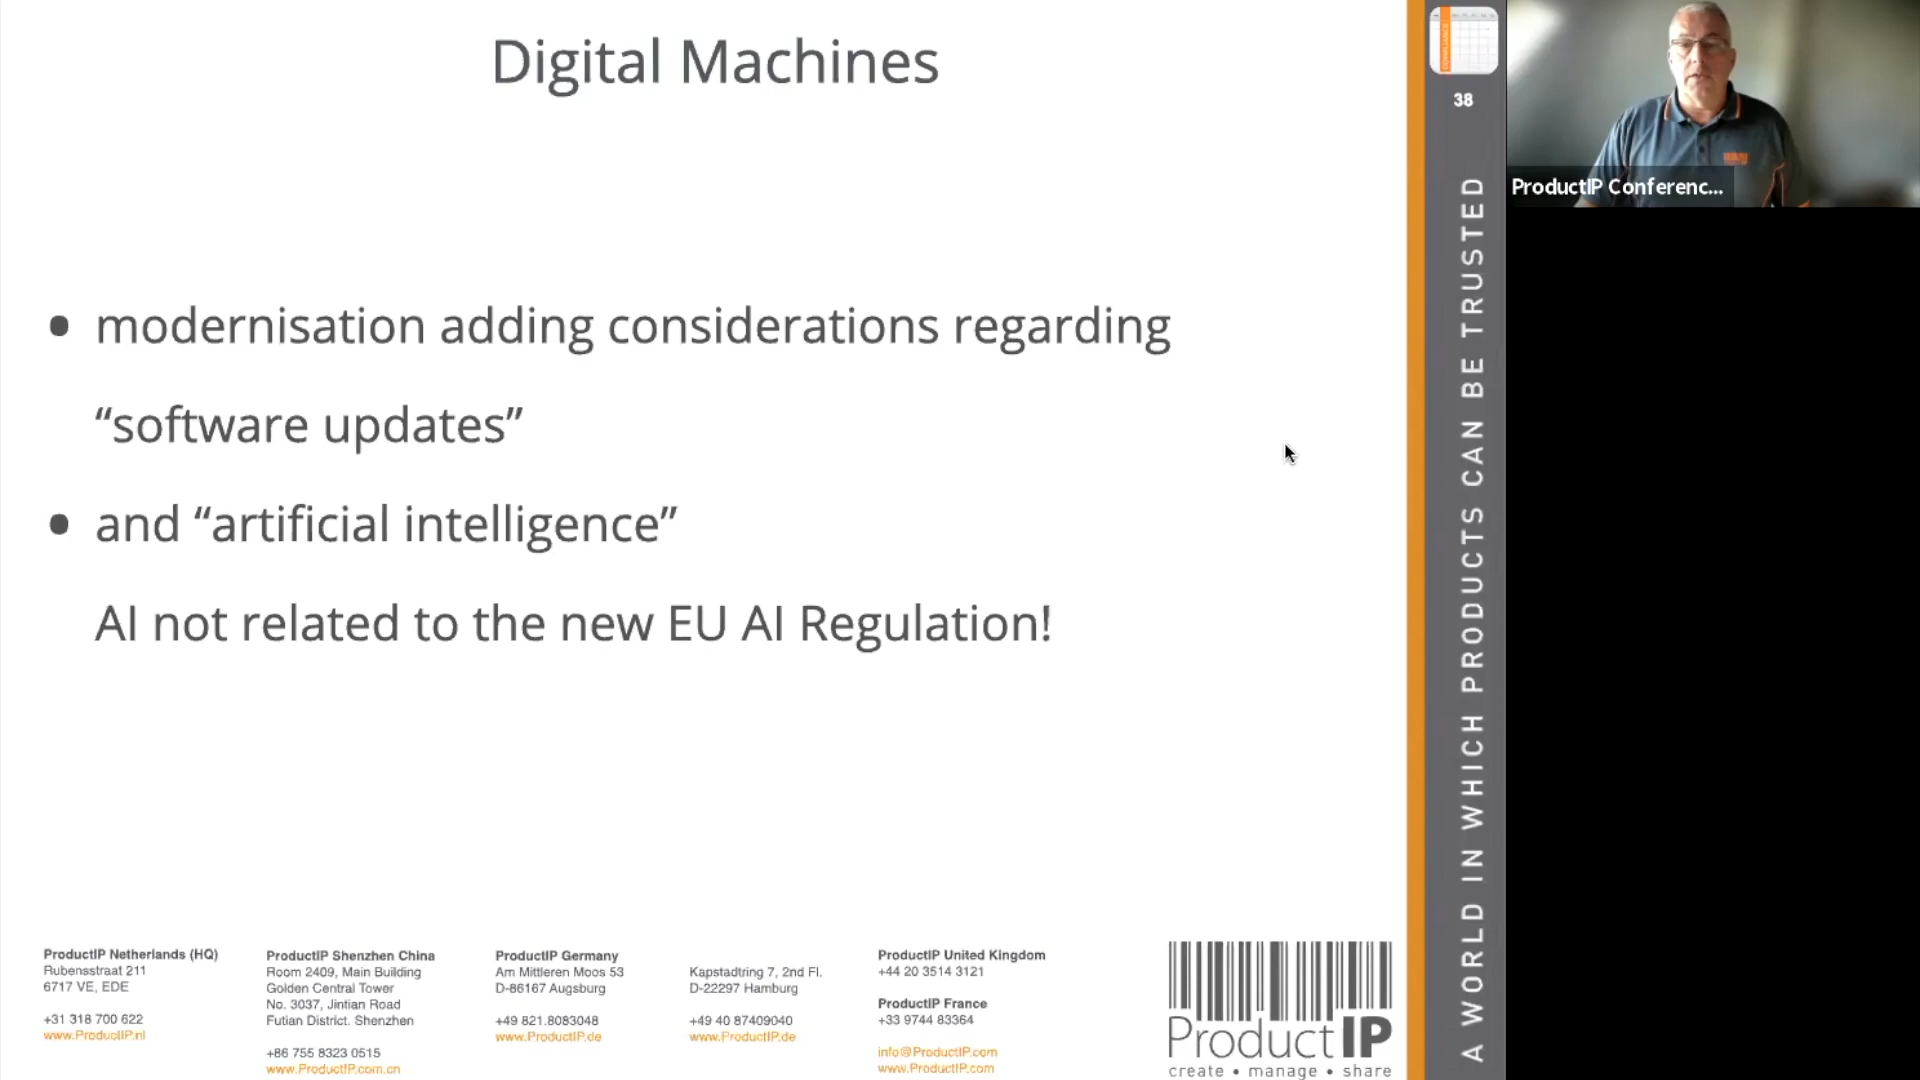 Digital Machines
• modernisation adding considerations regarding
“software updates”
• and “artificial intelligence”
AI not related to the new EU AI Regulation!
38
A WORLD IN WHICH PRODUCTS CAN BE TRUSTED
ProductIP Conferenc...
ProductIP Netherlands (HQ)
Rubensstraat 211
6717 VE, EDE
+31 318 700 622
www.ProductIP.nl
ProductIP Shenzhen China
Room 2409, Main Building
Golden Central Tower
No. 3037, Jintian Road
Futian District. Shenzhen
+86 755 8323 0515
www.ProductIP.com.cn
ProductIP Germany
Am Mittleren Moos 53
D-86167 Augsburg
+49 821.8083048
www.ProductIP.de
Kapstadtring 7, 2nd Fl.
D-22297 Hamburg
+49 40 87409040
www.ProductIP.de
ProductIP United Kingdom
+44 20 3514 3121
ProductIP France
+33 9744 83364
info@ProductIP.com
www.ProductIP.com
ProductIP
create • manage • share